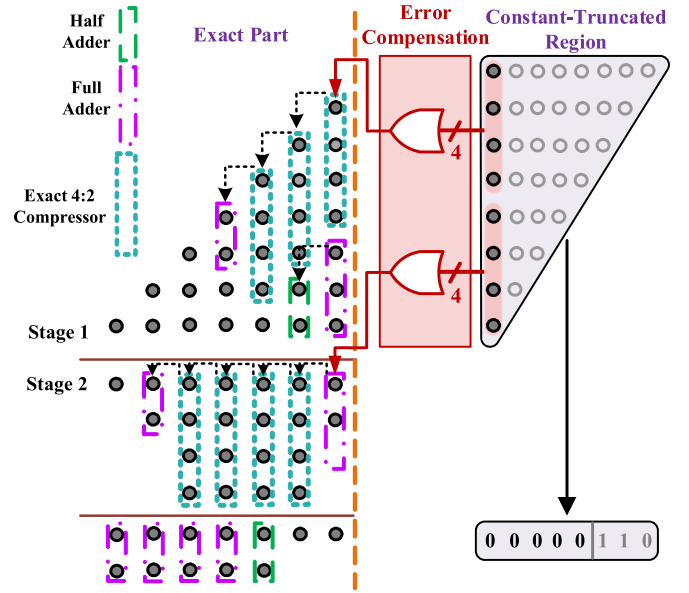 Half
Adder
Full
Adder
Exact 4:2
Compressor
Exact Part
Error
Compensation
Constant-Truncated
Region
4
4
Stage 1
Stage 2
0 0 0 0 0 1 1 0